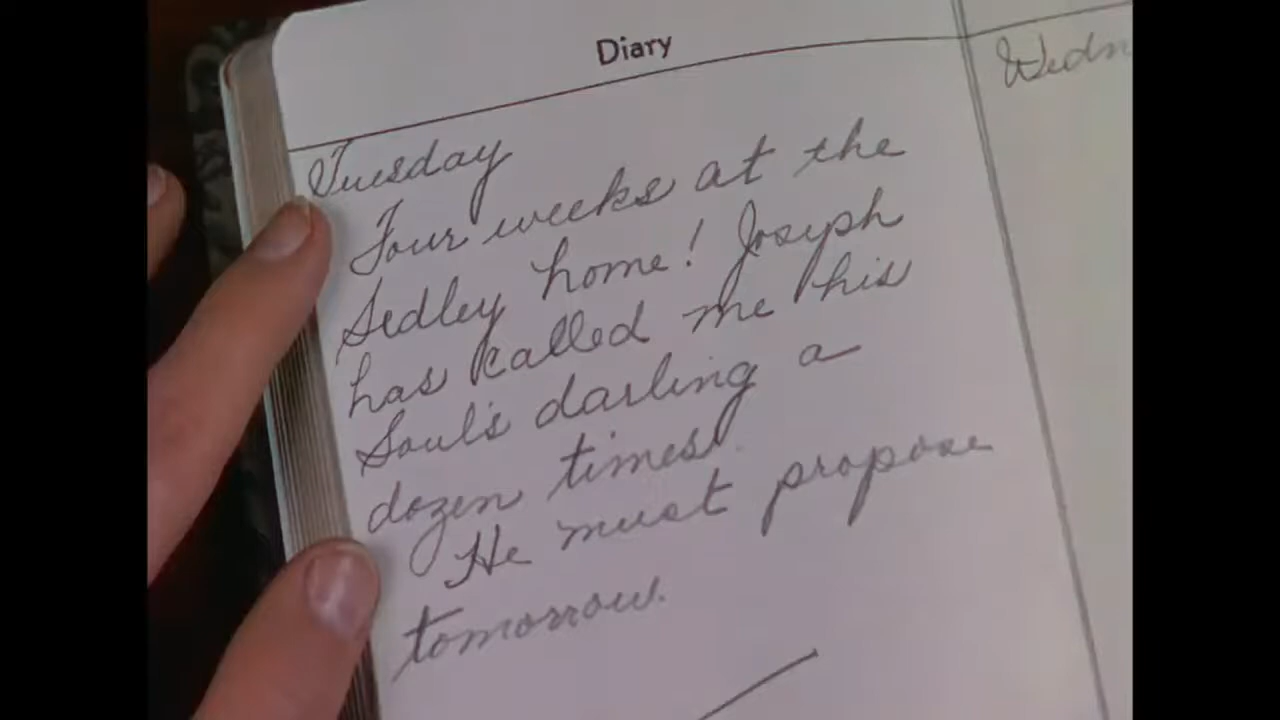 Diary
Tuesday
Four weeks at the
Sedley home! Joseph
has called me his
Soul's darling a
dozen times.
He must propose
tomorrow.
Wedn